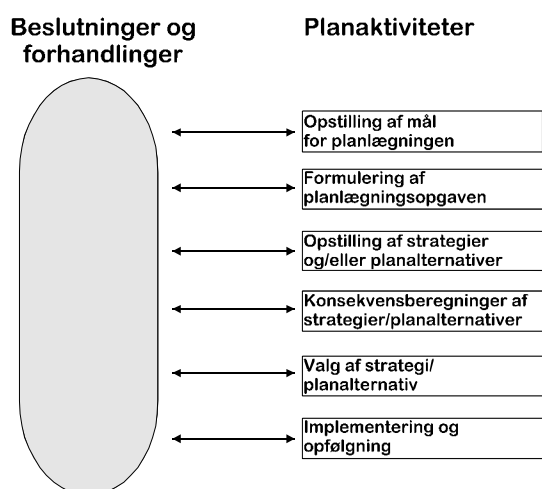 Beslutninger og
forhandlinger
Planaktiviteter
Opstilling af mål
for planlægningen
Formulering af
planlægningsopgaven
Opstilling af strategier
og/eller planalternativer
Konsekvensberegninger af
strategier/planalternativer
Valg af strategi/
planalternativ
Implementering og
opfølgning